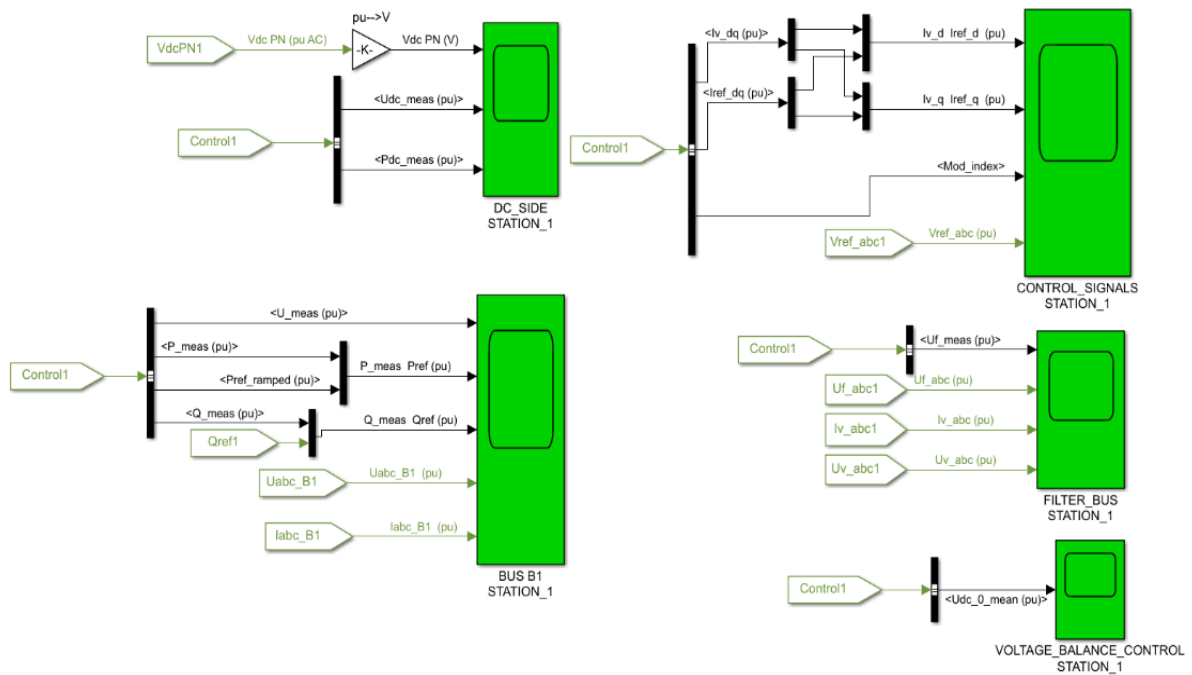 pu-->V
VdcPN1
Vdc PN (pu AC)
-K-
Vdc PN (V)
<Udc_meas (pu)>
Control1
<Pdc_meas (pu)>
DC_SIDE
STATION_1
<Iv_dq (pu)>
Iv_d Iref_d (pu)
<Iref_dq (pu)>
Iv_q Iref_q (pu)
Control1
<Mod_index>
Vref_abc1
Vref_abc (pu)
CONTROL_SIGNALS
STATION_1
<U_meas (pu)>
<P_meas (pu)>
P_meas Pref (pu)
Control1
<Pref_ramped (pu)>
<Q_meas (pu)>
Q_meas Qref (pu)
Qref1
Uabc_B1
Uabc_B1 (pu)
Iabc_B1
Iabc_B1 (pu)
BUS B1
STATION_1
Control1
<Uf_meas (pu)>
Uf_abc1
Uf_abc (pu)
Iv_abc1
Iv_abc (pu)
Uv_abc1
Uv_abc (pu)
FILTER_BUS
STATION_1
Control1
<Udc_0_mean (pu)>
VOLTAGE_BALANCE_CONTROL
STATION_1